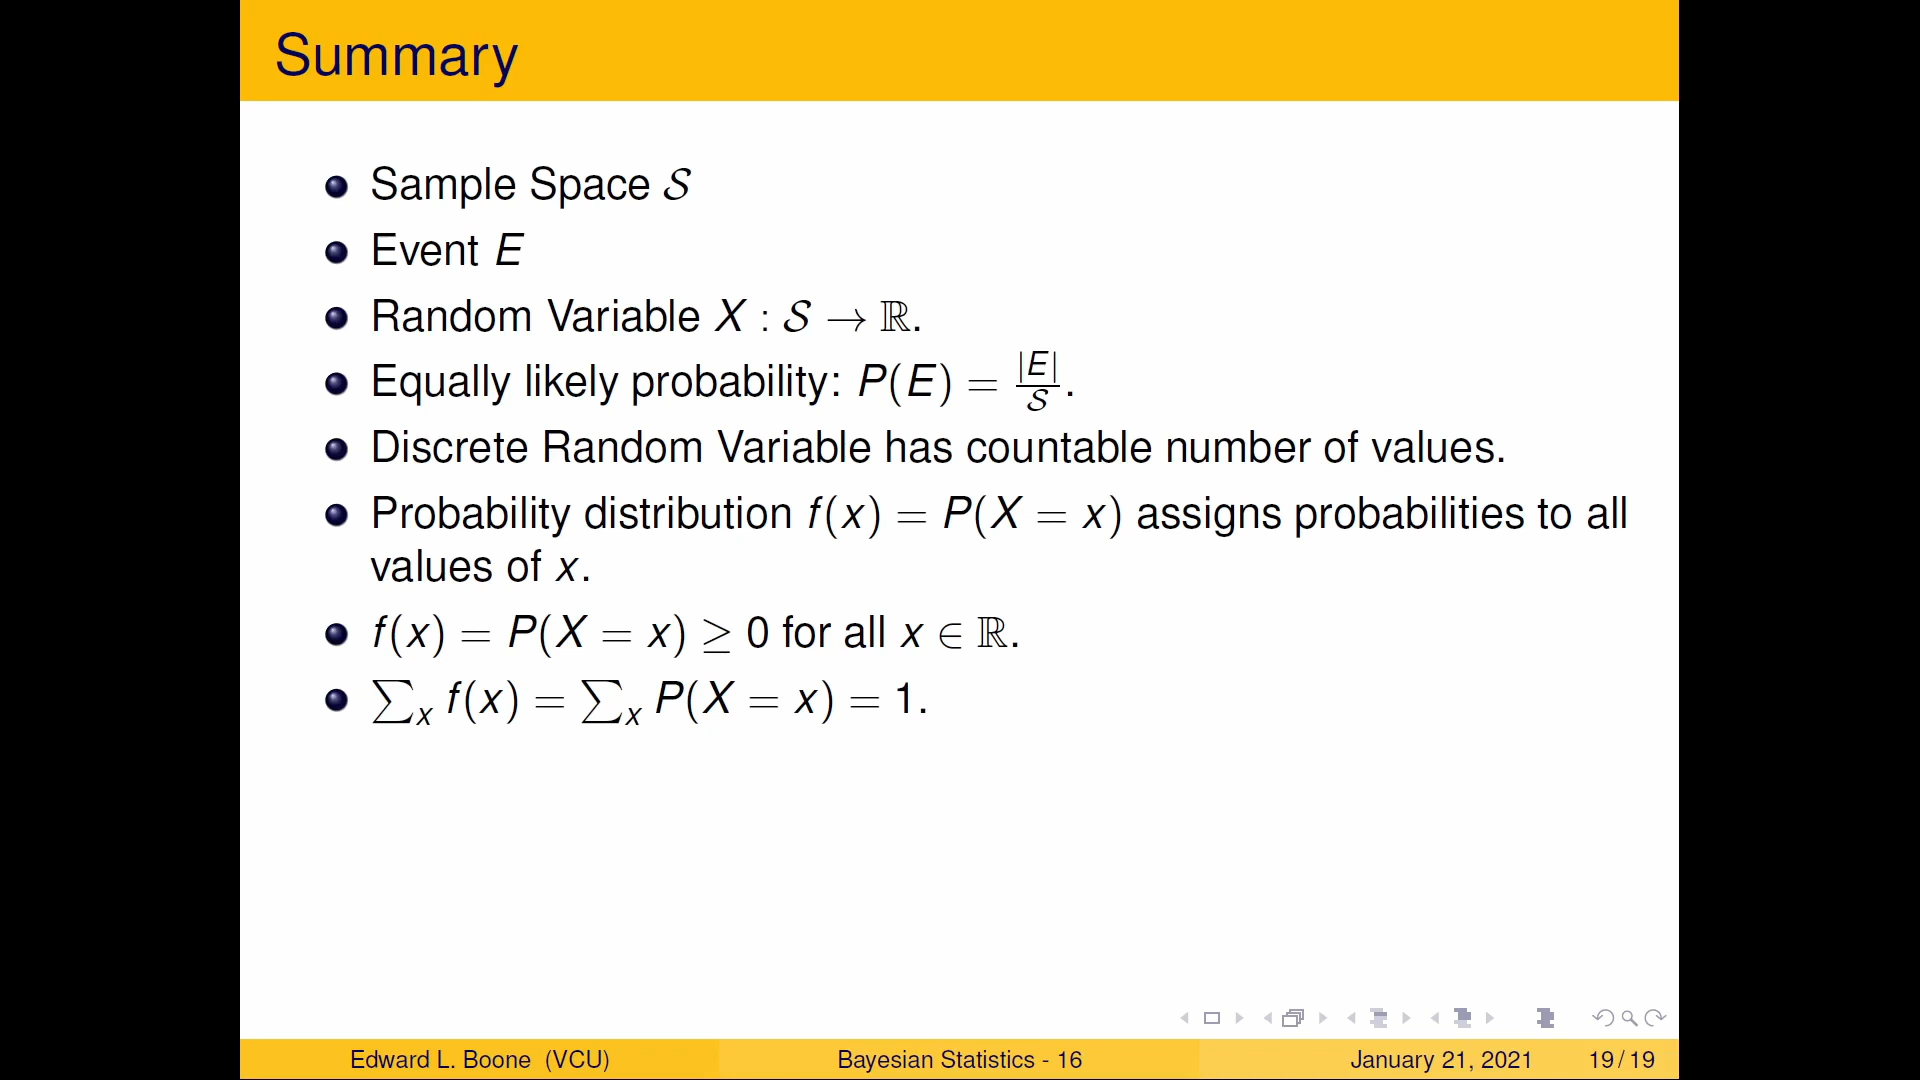 Summary
Sample Space 𝒮
Event E
Random Variable X : 𝒮 → ℝ.
Equally likely probability: P(E) = |E|/𝒮.
Discrete Random Variable has countable number of values.
Probability distribution f(x) = P(X = x) assigns probabilities to all
values of x.
f(x) = P(X = x) ≥ 0 for all x ∈ ℝ.
∑ₓ f(x) = ∑ₓ P(X = x) = 1.
Edward L. Boone (VCU) Bayesian Statistics - 16 January 21, 2021 19/19